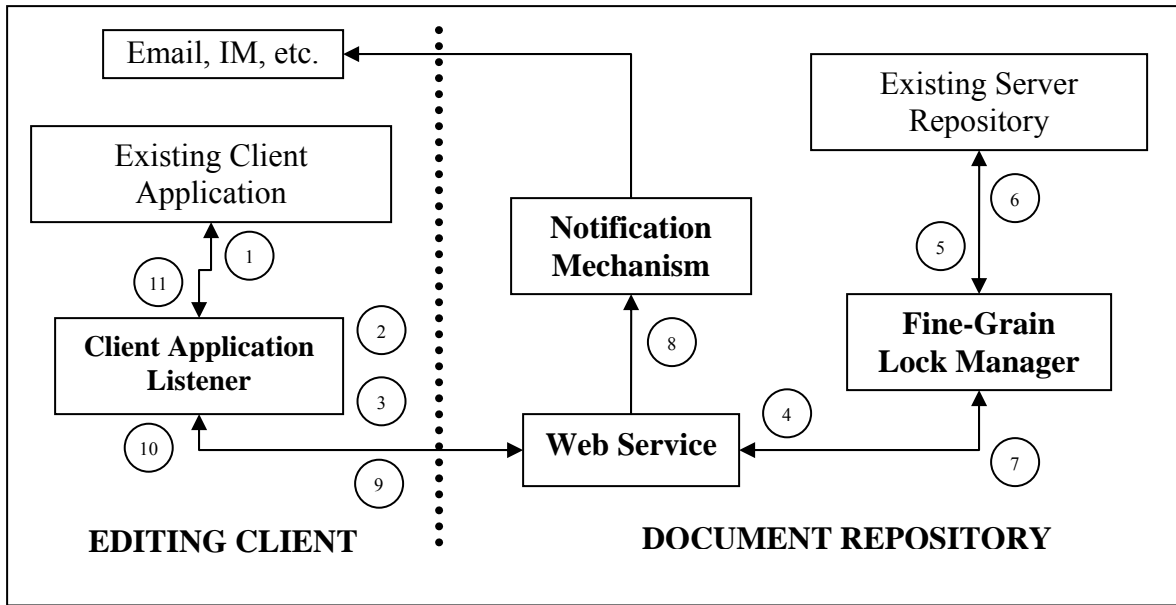 Email, IM, etc.
Existing Server
Repository
Existing Client
Application
6
Notification
Mechanism
5
1
11
Client Application
Listener
2
3
8
Fine-Grain
Lock Manager
4
Web Service
10
9
7
EDITING CLIENT
DOCUMENT REPOSITORY